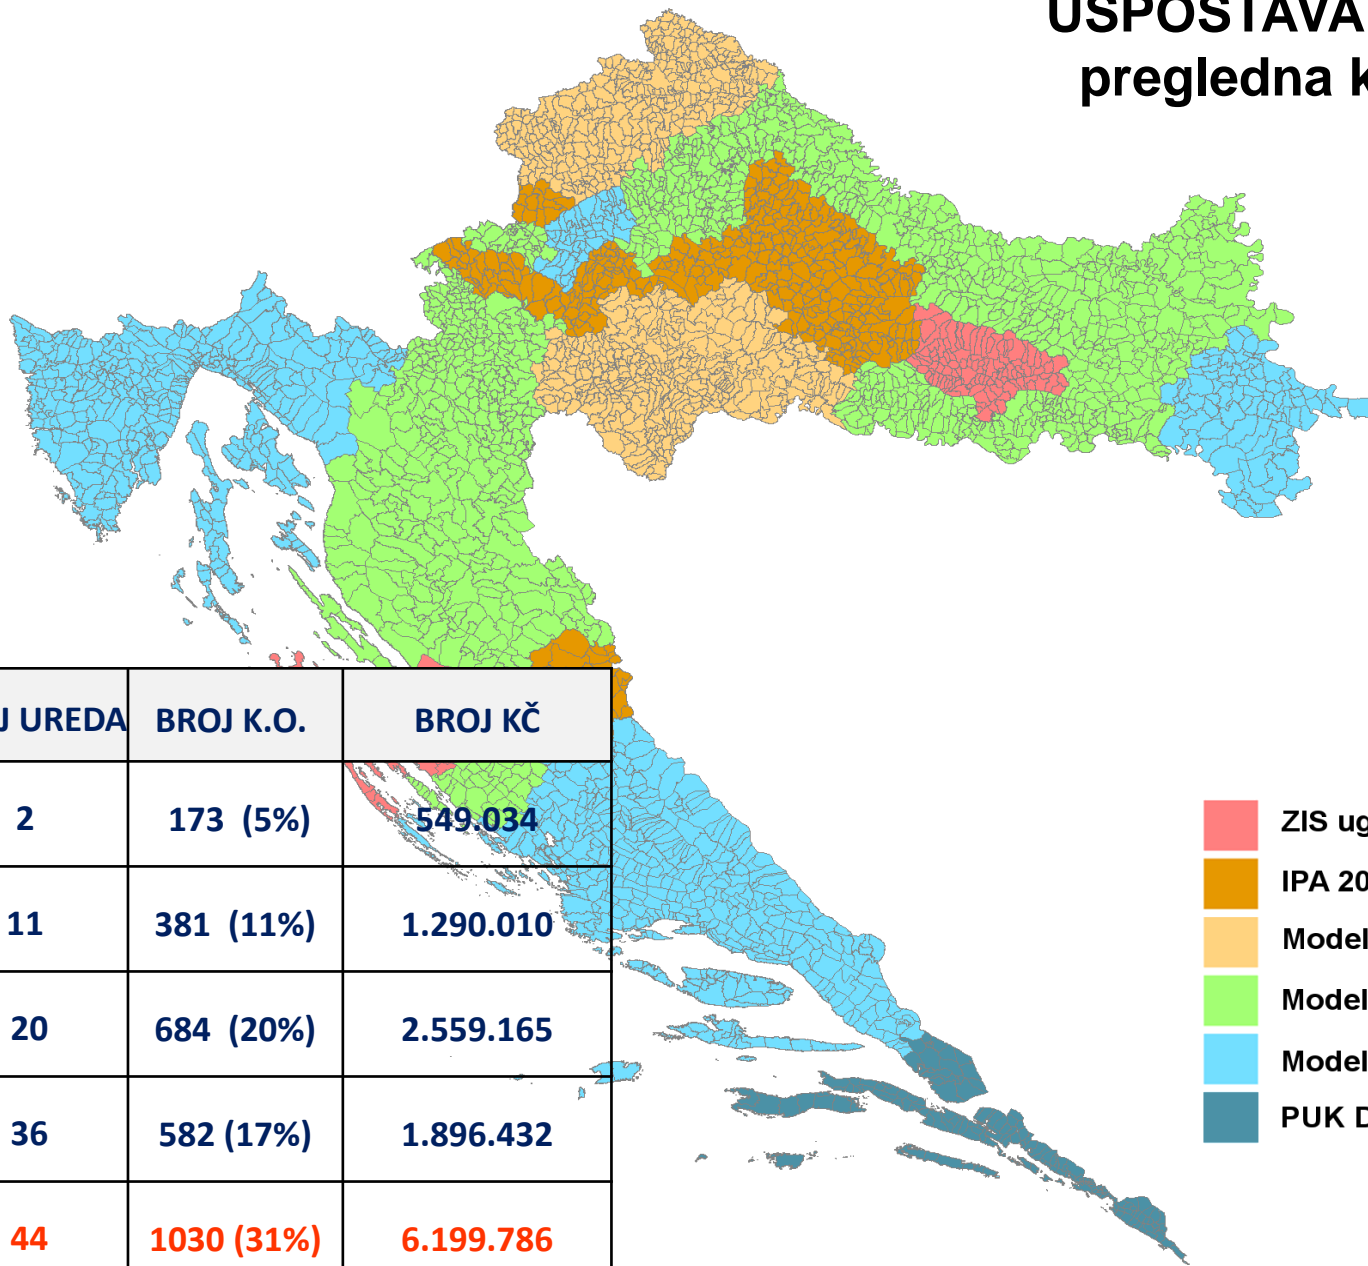 USPOSTAVA
pregledna k
J UREDA BROJ K.O. BROJ KČ
2 173 (5%) 549.034
11 381 (11%) 1.290.010
20 684 (20%) 2.559.165
36 582 (17%) 1.896.432
44 1030 (31%) 6.199.786
ZIS ug
IPA 20
Model
Model
Model
PUK D